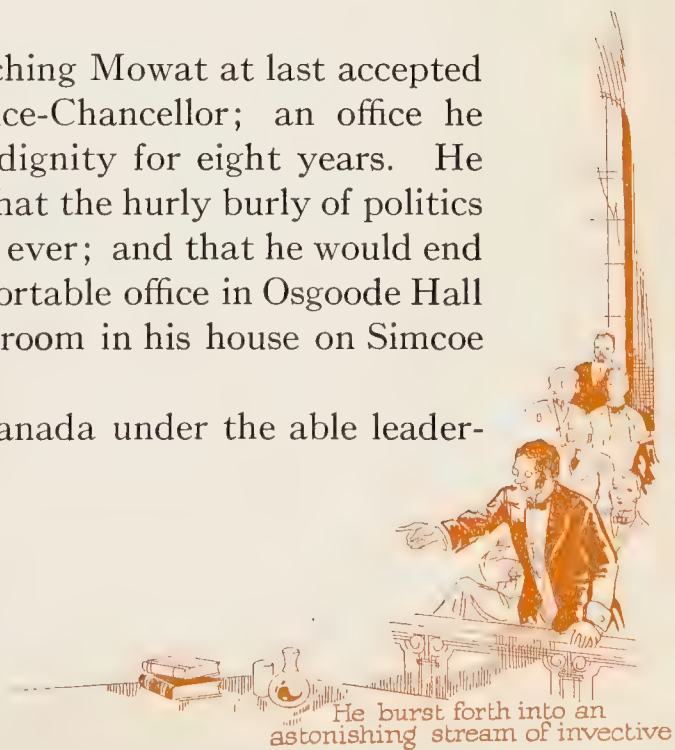 ching Mowat at last accepted
ce-Chancellor; an office he
dignity for eight years. He
hat the hurly burly of politics
ever; and that he would end
ortable office in Osgoode Hall
room in his house on Simcoe
anada under the able leader-
He burst forth into an
astonishing stream of invective